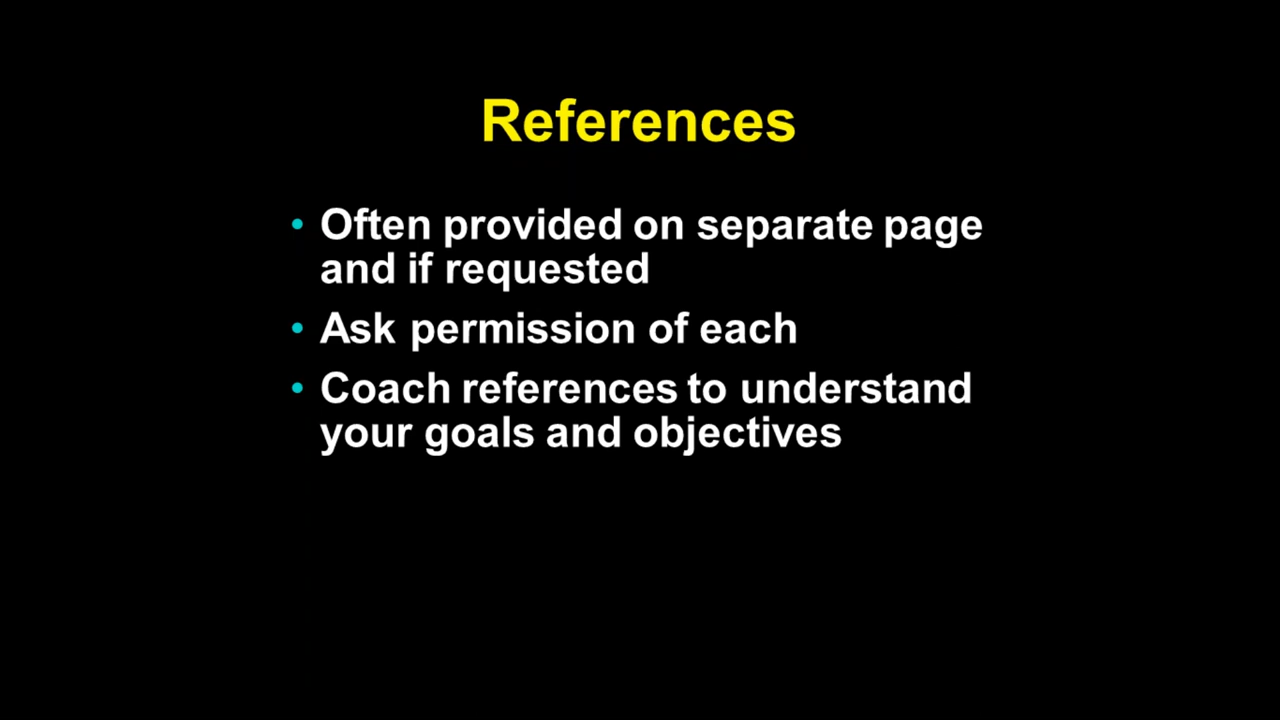 References
• Often provided on separate page
and if requested
• Ask permission of each
• Coach references to understand
your goals and objectives